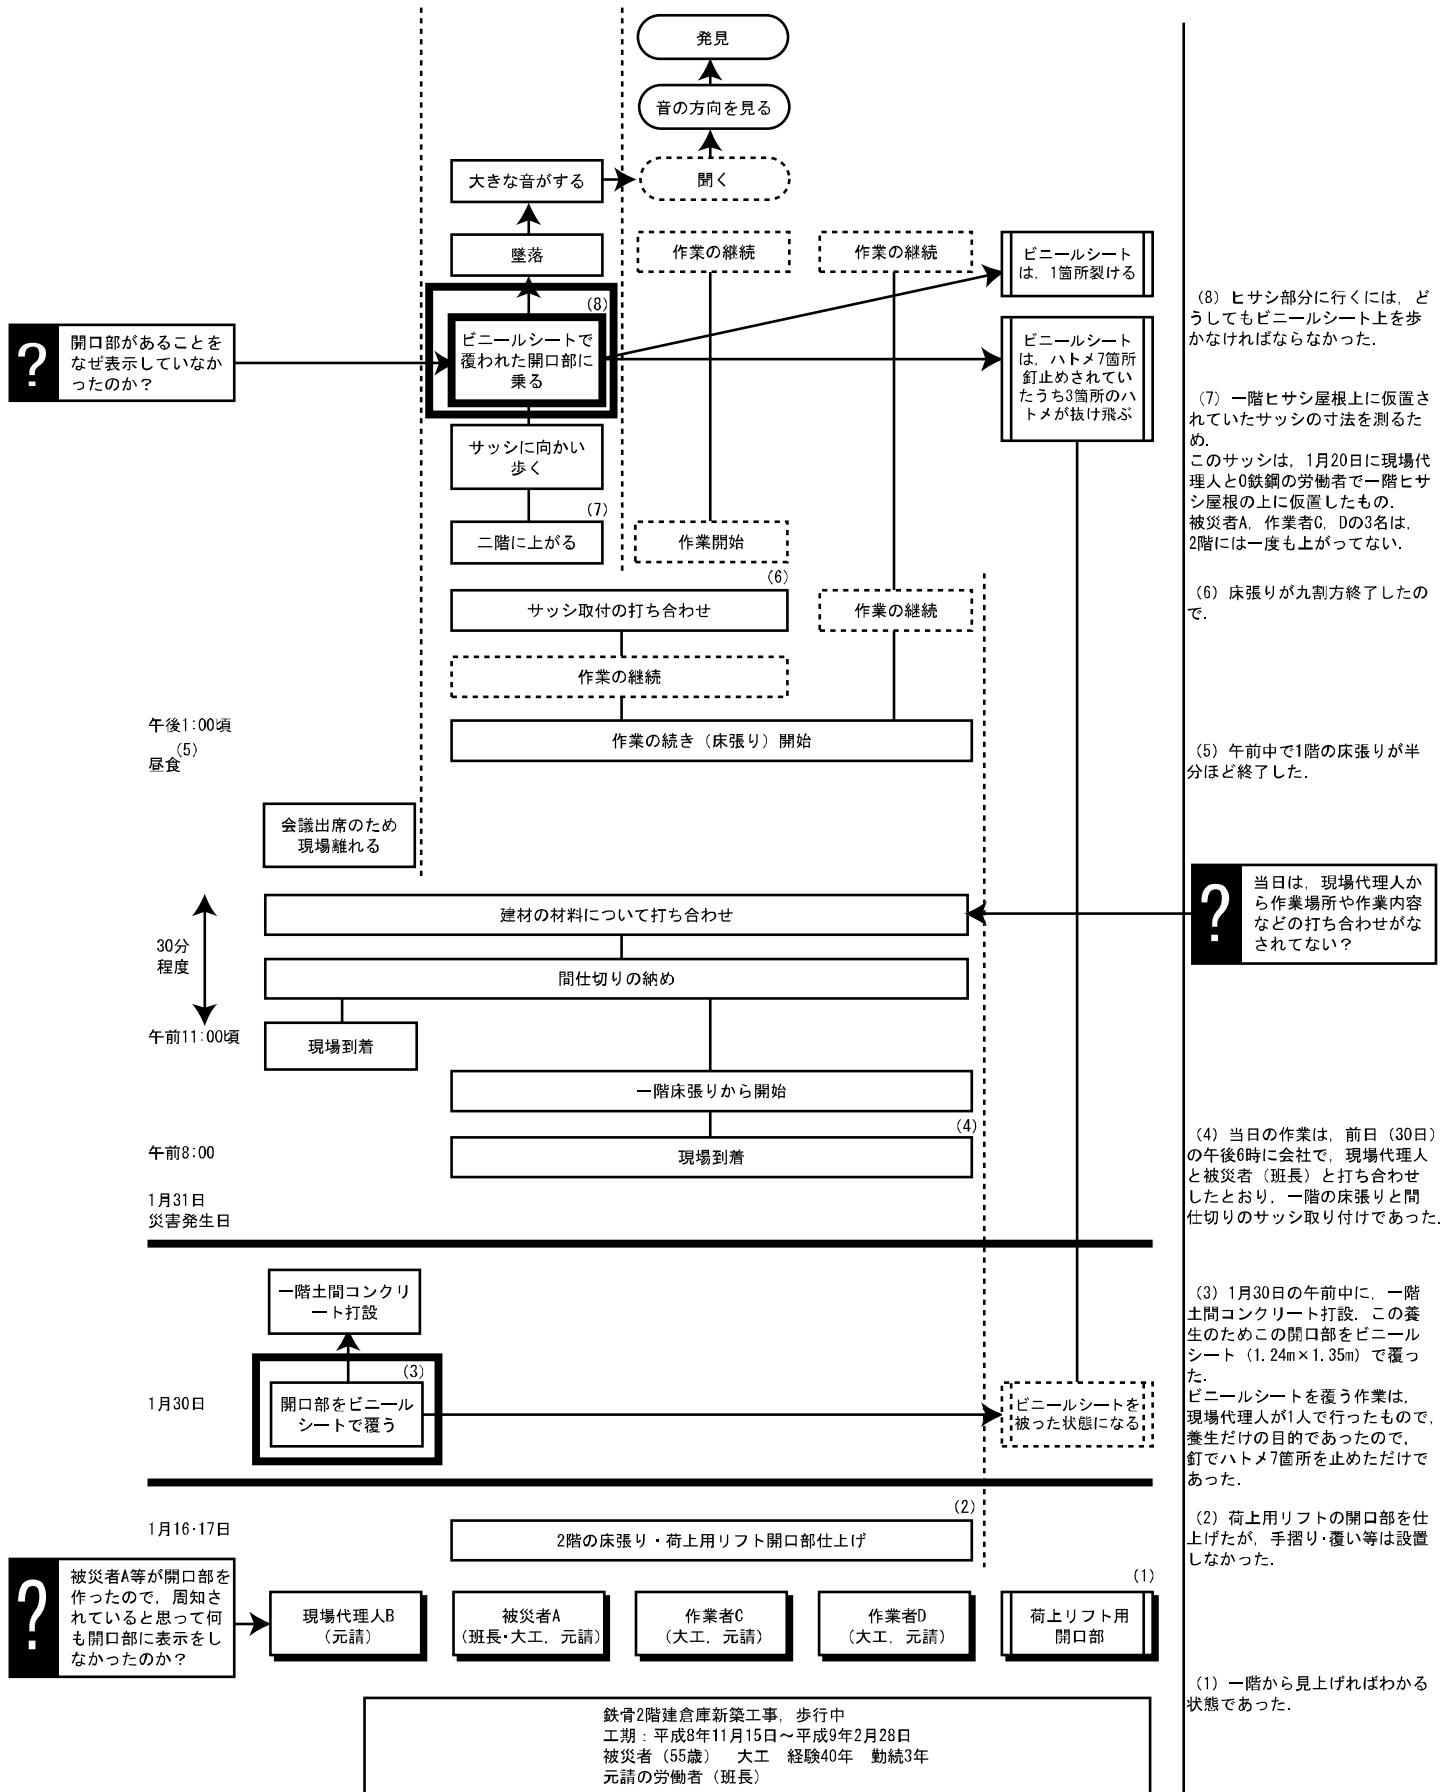 発見
音の方向を見る
大きな音がする
聞く
墜落
作業の継続
作業の継続
ビニールシート
は，1箇所裂ける
(8)
ビニールシートで
覆われた開口部に
乗る
?
開口部があることを
なぜ表示していなか
ったのか？
ビニールシート
は，ハトメ7箇所
釘止めされてい
たうち3箇所のハ
トメが抜け飛ぶ
サッシに向かい
歩く
(7)
二階に上がる
作業開始
(6)
サッシ取付の打ち合わせ
作業の継続
作業の継続
午後1:00頃
(5)
昼食
作業の続き（床張り）開始
会議出席のため
現場離れる
建材の材料について打ち合わせ
30分
程度
間仕切りの納め
午前11:00頃
現場到着
一階床張りから開始
(4)
午前8:00
現場到着
1月31日
災害発生日
一階土間コンクリ
ート打設
(3)
1月30日
開口部をビニール
シートで覆う
ビニールシートを
被った状態になる
(2)
1月16･17日
2階の床張り・荷上用リフト開口部仕上げ
?
被災者A等が開口部を
作ったので，周知さ
れていると思って何
も開口部に表示をし
なかったのか？
(1)
現場代理人B
（元請）
被災者A
(班長･大工，元請)
作業者C
(大工，元請)
作業者D
(大工，元請)
荷上リフト用
開口部
鉄骨2階建倉庫新築工事，歩行中
工期：平成8年11月15日～平成9年2月28日
被災者（55歳）　大工　経験40年　勤続3年
元請の労働者（班長）
（8）ヒサシ部分に行くには，ど
うしてもビニールシート上を歩
かなければならなかった．
（7）一階ヒサシ屋根上に仮置さ
れていたサッシの寸法を測るた
め．
このサッシは，1月20日に現場代
理人とO鉄鋼の労働者で一階ヒサ
シ屋根の上に仮置したもの．
被災者A，作業者C，Dの3名は，
2階には一度も上がってない．
（6）床張りが九割方終了したの
で．
（5）午前中で1階の床張りが半
分ほど終了した．
?
当日は，現場代理人か
ら作業場所や作業内容
などの打ち合わせがな
されてない？
（4）当日の作業は，前日（30日）
の午後6時に会社で，現場代理人
と被災者（班長）と打ち合わせ
したとおり，一階の床張りと間
仕切りのサッシ取り付けであった．
（3）1月30日の午前中に，一階
土間コンクリート打設．この養
生のためこの開口部をビニール
シート（1.24m×1.35m）で覆っ
た．
ビニールシートを覆う作業は，
現場代理人が1人で行ったもので，
養生だけの目的であったので，
釘でハトメ7箇所を止めただけで
あった．
（2）荷上用リフトの開口部を仕
上げたが，手摺り･覆い等は設置
しなかった．
（1）一階から見上げればわかる
状態であった．